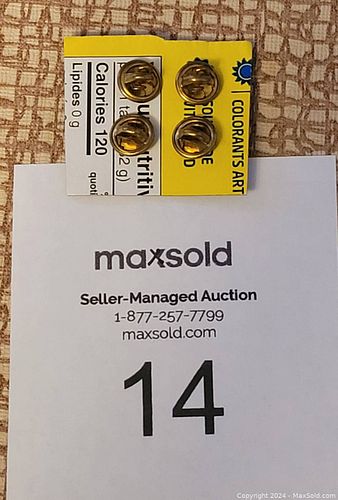 Lipides 0 g
Calories 120
COLORANTS ART
maxsold
Seller-Managed Auction
1-877-257-7799
maxsold.com
14
Copyright 2024 - MaxSold.com